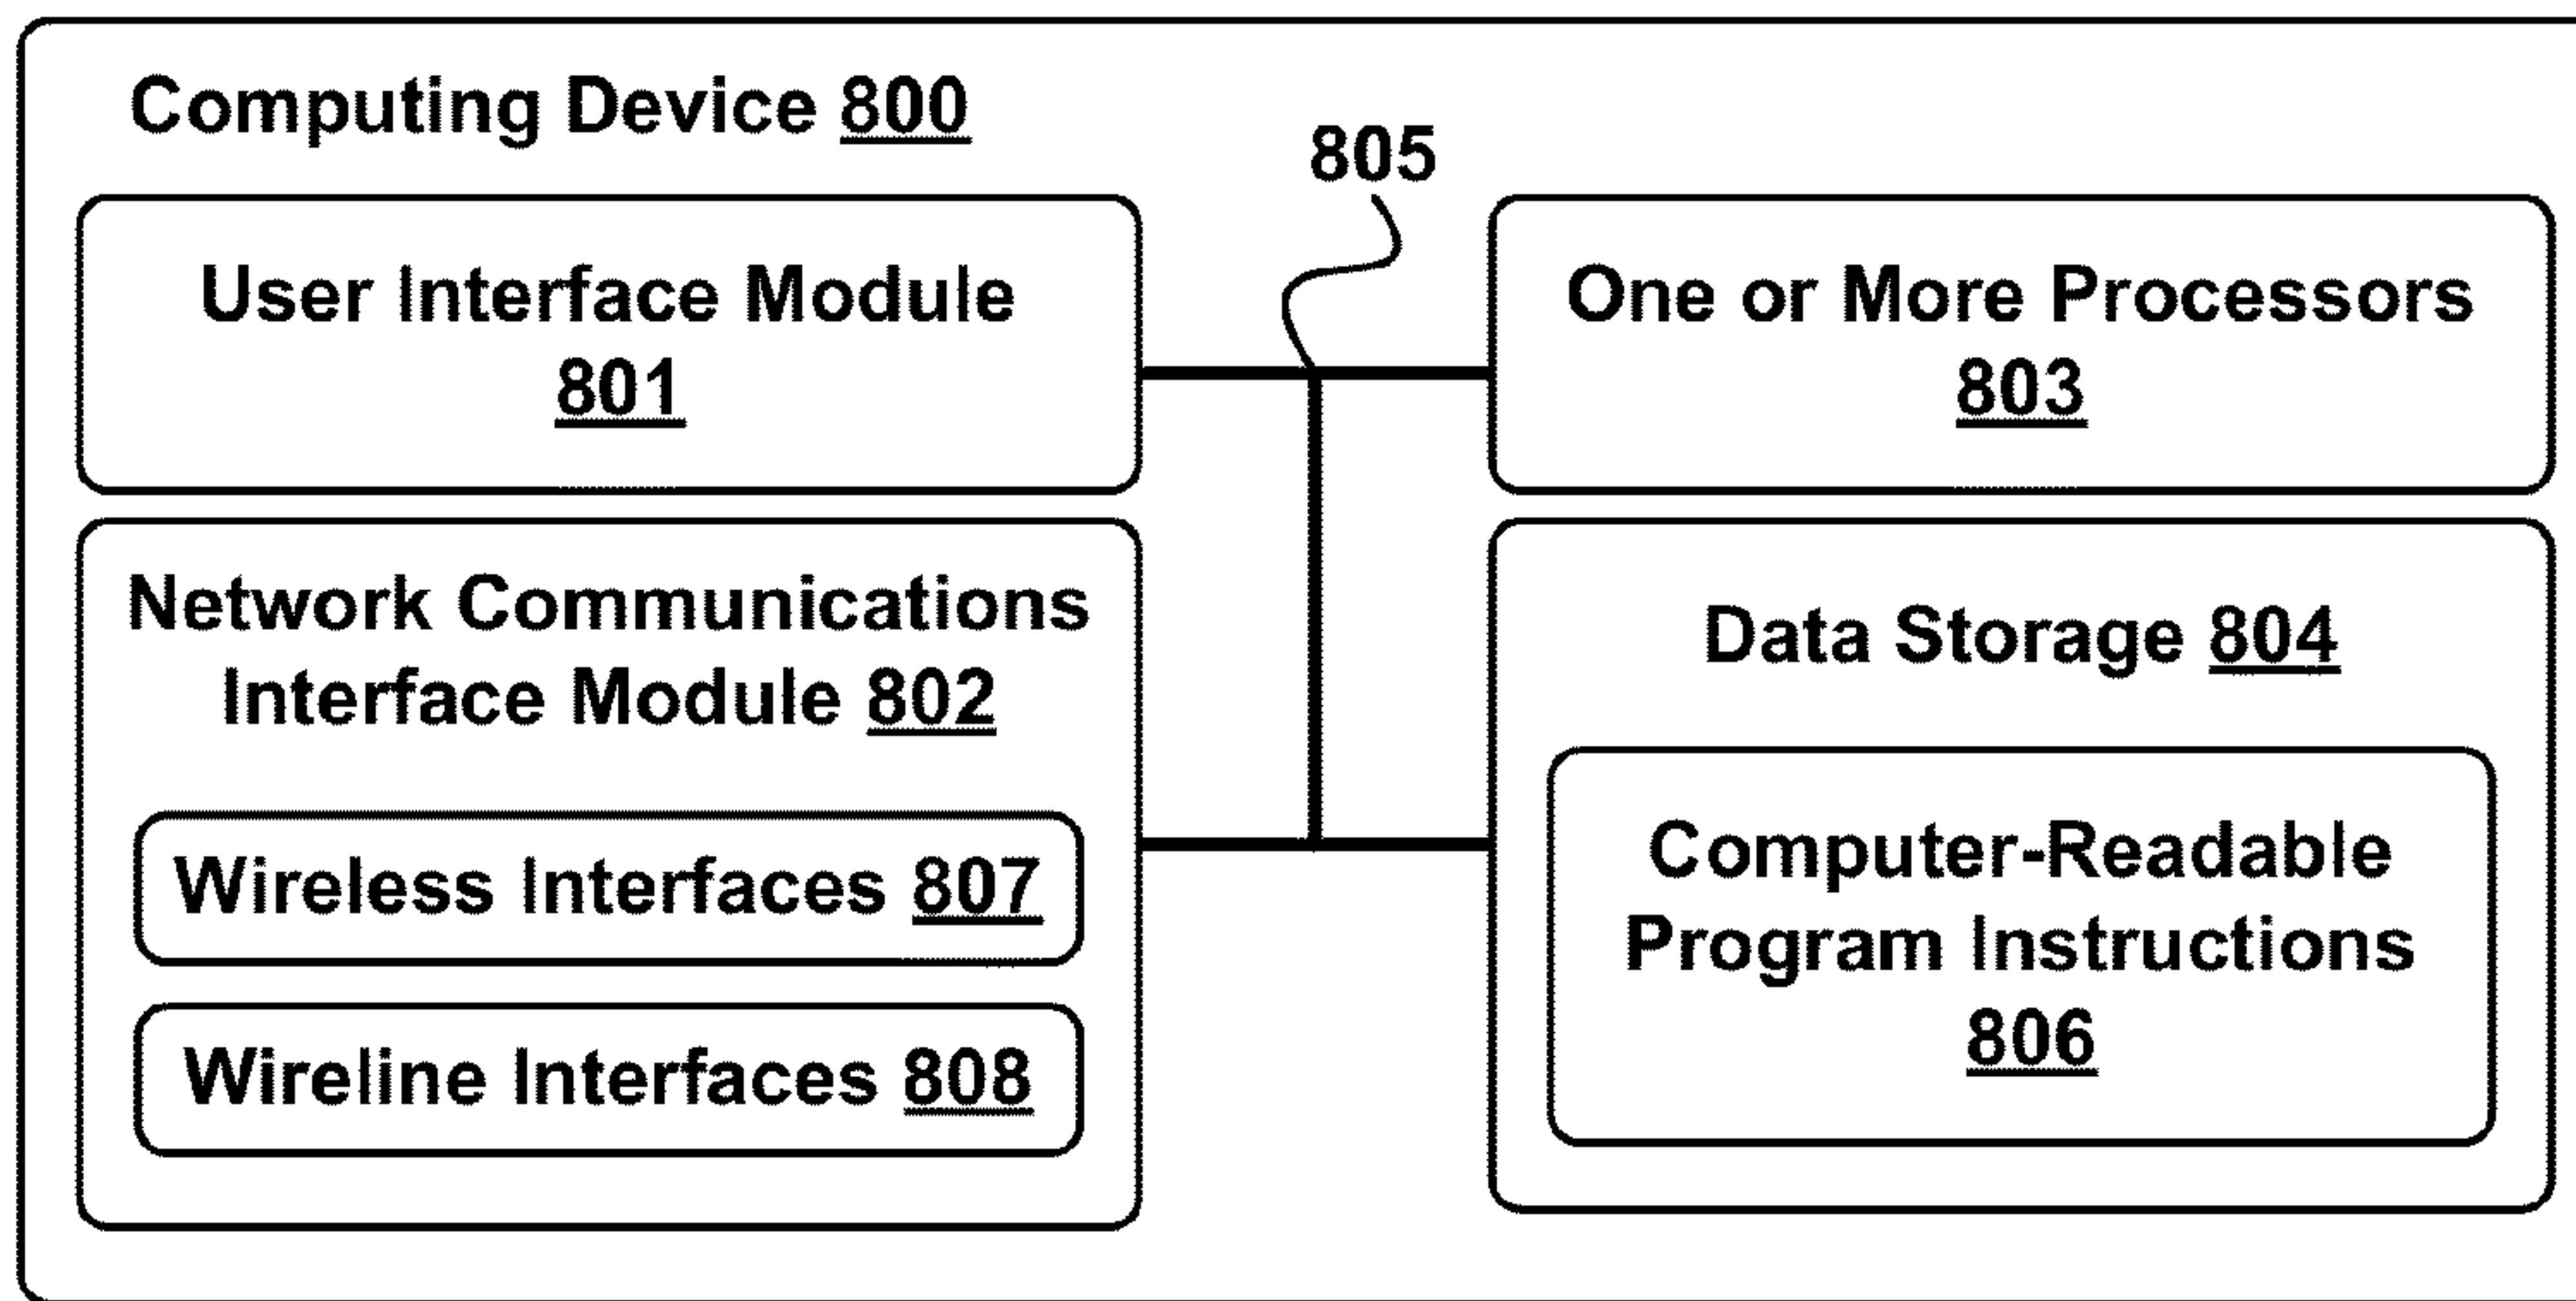 Computing Device 800
805
User Interface Module
801
One or More Processors
803
Network Communications
Interface Module 802
Wireless Interfaces 807
Wireline Interfaces 808
Data Storage 804
Computer-Readable
Program Instructions
806